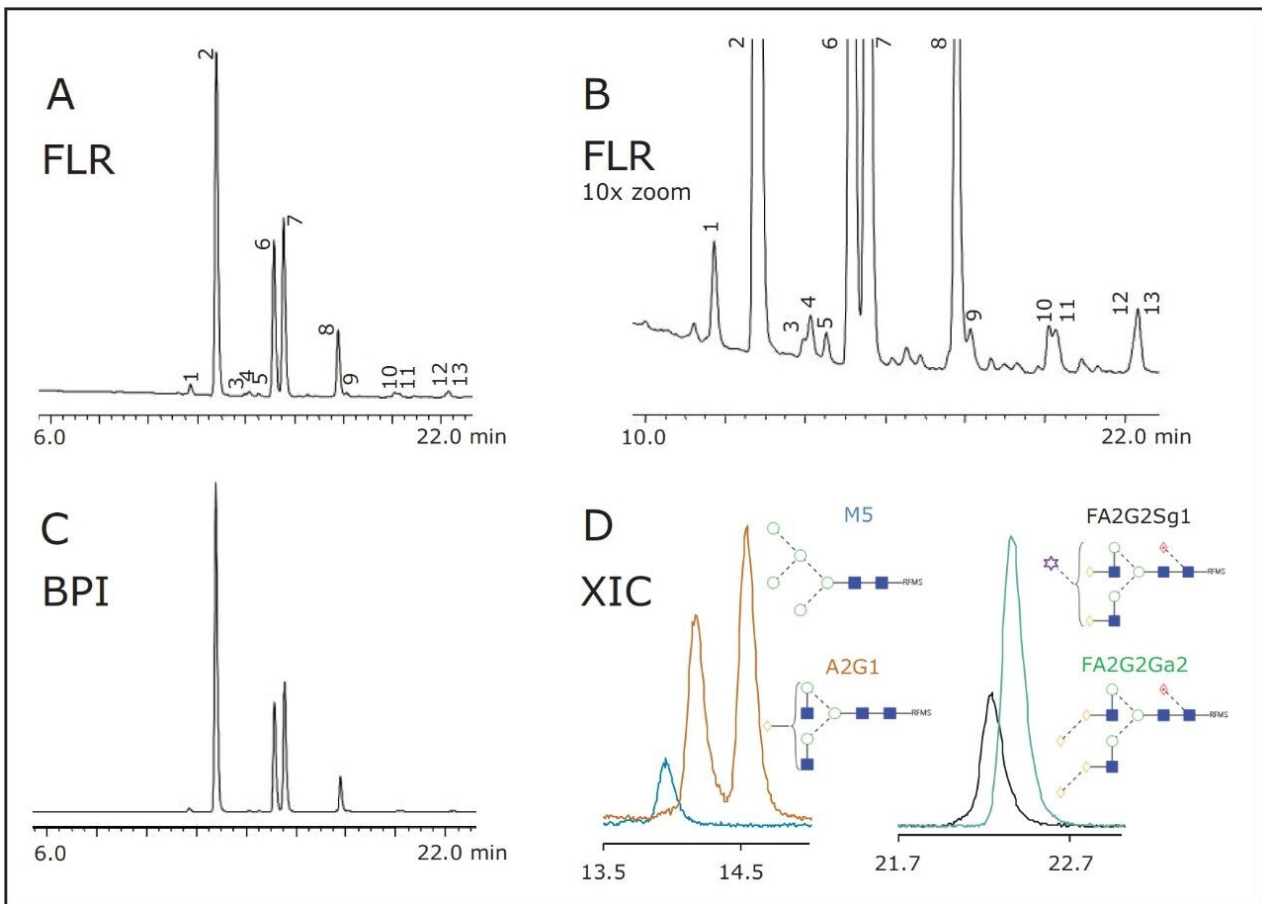 A
FLR
1
2
3
4
5
6
7
8
9
10
11
12
13
6.0
22.0 min
B
FLR
10x zoom
1
2
3
4
5
6
7
8
9
10
11
12
13
10.0
22.0 min
C
BPI
6.0
22.0 min
D
XIC
M5
RFMS
A2G1
RFMS
13.5
14.5
FA2G2Sg1
RFMS
FA2G2Ga2
RFMS
21.7
22.7